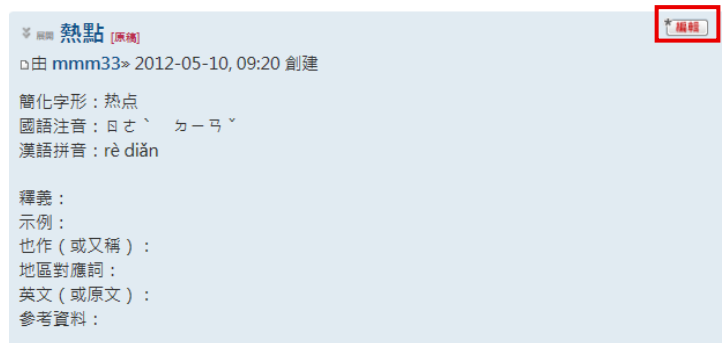 展開 熱點 [原稿]
*編輯
由 mmm33» 2012-05-10, 09:20 創建
簡化字形：热点
國語注音：ㄖㄜˋ ㄉㄧㄢˇ
漢語拼音：rè diǎn
釋義：
示例：
也作（或又稱）：
地區對應詞：
英文（或原文）：
參考資料：